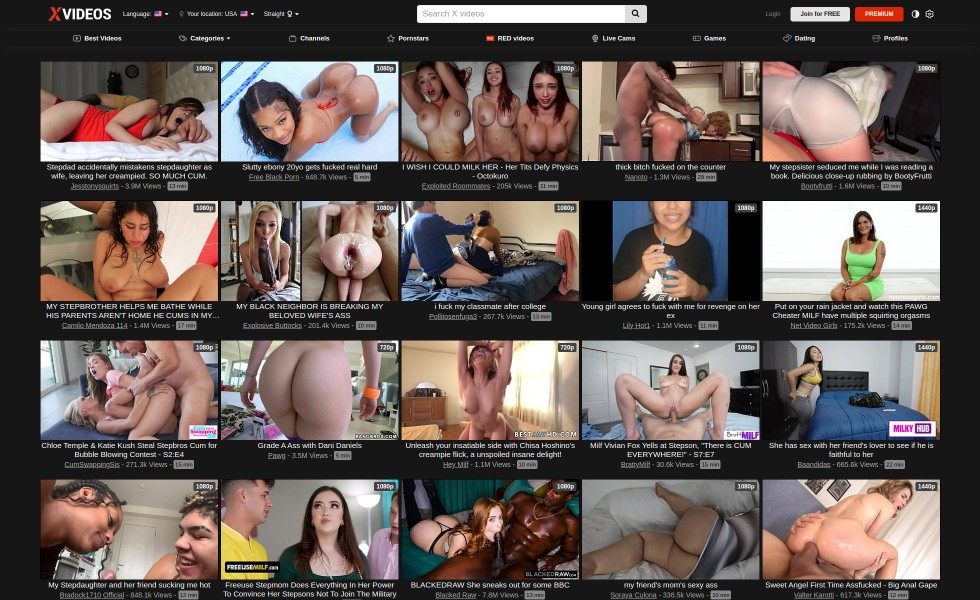 XVIDEOS
Language:
Your location: USA
Straight
Search X videos
Login
Join for FREE
PREMIUM
Best Videos
Categories
Channels
Pornstars
RED videos
Live Cams
Games
Dating
Profiles
1080p
Stepdad accidentally mistakens stepdaughter as
wife, leaving her creampied. SO MUCH CUM.
Jesstonysquirts - 3.9M Views - 13 min
1080p
Slutty ebony 20yo gets fucked real hard
Free Black Porn - 648.7k Views - 5 min
1080p
I WISH I COULD MILK HER - Her Tits Defy Physics
- Octokuro
Exploited Roommates - 205k Views - 11 min
1080p
thick bitch fucked on the counter
Nanoto - 1.3M Views - 29 min
1080p
My stepsister seduced me while I was reading a
book. Delicious close-up rubbing by BootyFrutti
Bootyfrutti - 1.6M Views - 10 min
1080p
MY STEPBROTHER HELPS ME BATHE WHILE
HIS PARENTS AREN'T HOME HE CUMS IN MY...
Camilo Mendoza 114 - 1.4M Views - 17 min
1080p
MY BLACK NEIGHBOR IS BREAKING MY
BELOVED WIFE'S ASS
Explosive Buttocks - 201.4k Views - 10 min
1080p
i fuck my classmate after college
Pollitosenfuga3 - 267.7k Views - 13 min
1080p
Young girl agrees to fuck with me for revenge on her
ex
Lily Hot1 - 1.1M Views - 11 min
1440p
Put on your rain jacket and watch this PAWG
Cheater MILF have multiple squirting orgasms
Net Video Girls - 175.2k Views - 14 min
1080p
Chloe Temple & Katie Kush Steal Stepbros Cum for
Bubble Blowing Contest - S2:E4
CumSwappingSis - 271.3k Views - 15 min
720p
BANGBROS.COM
Grade A Ass with Dani Daniels
Pawg - 3.5M Views - 5 min
720p
Unleash your insatiable side with Chisa Hoshino's
creampie flick, a unspoiled insane delight!
Hey Milf - 1.1M Views - 10 min
1080p
BrattyMILF
Milf Vivian Fox Yells at Stepson, "There is CUM
EVERYWHERE!" - S7:E7
BrattyMilf - 30.6k Views - 15 min
1440p
MILKY HUB
She has sex with her friend's lover to see if he is
faithful to her
Baandidas - 665.6k Views - 22 min
1080p
My Stepdaughter and her friend sucking me hot
Bradock1710 Official - 848.1k Views - 12 min
1080p
FREEUSEMILF.com
Freeuse Stepmom Does Everything In Her Power
To Convince Her Stepsons Not To Join The Military
1080p
BLACKEDRAW.com
BLACKEDRAW She sneaks out for some BBC
Blacked Raw - 7.8M Views - 13 min
1080p
my friend's mom's sexy ass
Soraya Culona - 336.5k Views - 10 min
1440p
Sweet Angel First Time Assfucked - Big Anal Gape
Valter Karotti - 617.3k Views - 12 min